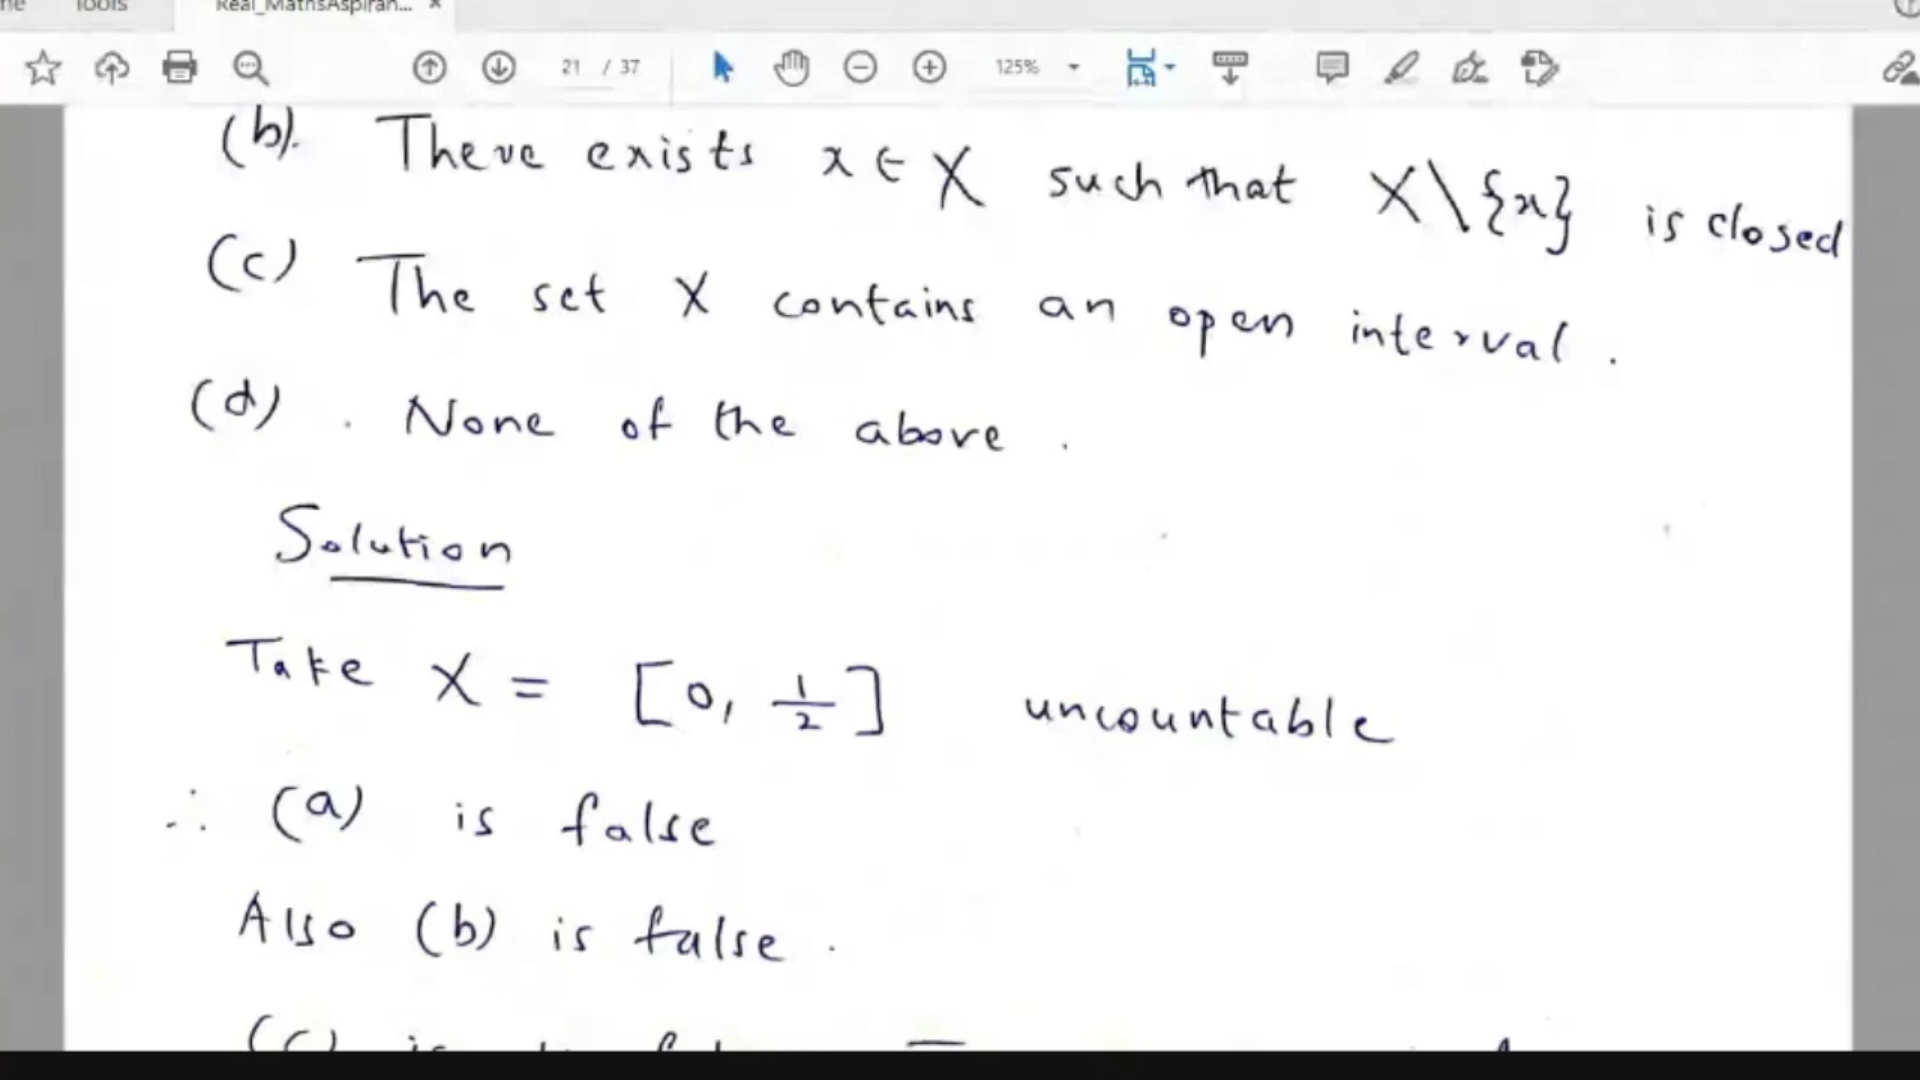 Tools Real_MathsAspiran... ×
21 / 37 125%
(b). There exists x ∈ X such that X\{x} is closed
(c) The set X contains an open interval.
(d). None of the above.
Solution
Take X = [0, 1/2] uncountable
∴ (a) is false
Also (b) is false.
(c) is